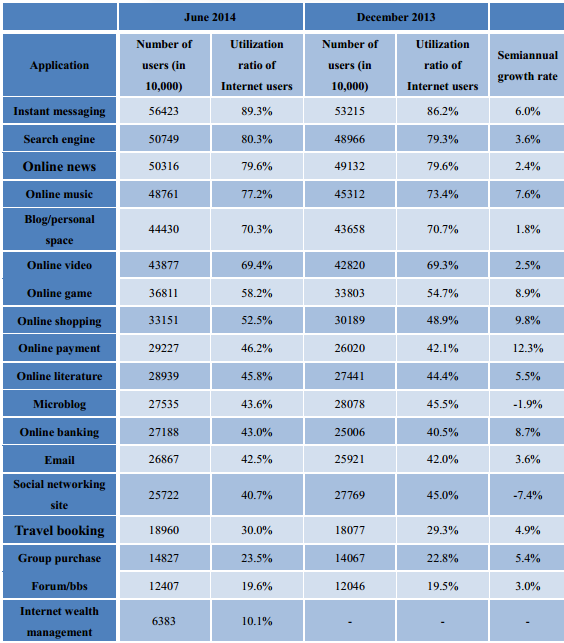 June 2014 December 2013
Application Number of users (in 10,000) Utilization ratio of Internet users Number of users (in 10,000) Utilization ratio of Internet users Semiannual growth rate
Instant messaging 56423 89.3% 53215 86.2% 6.0%
Search engine 50749 80.3% 48966 79.3% 3.6%
Online news 50316 79.6% 49132 79.6% 2.4%
Online music 48761 77.2% 45312 73.4% 7.6%
Blog/personal space 44430 70.3% 43658 70.7% 1.8%
Online video 43877 69.4% 42820 69.3% 2.5%
Online game 36811 58.2% 33803 54.7% 8.9%
Online shopping 33151 52.5% 30189 48.9% 9.8%
Online payment 29227 46.2% 26020 42.1% 12.3%
Online literature 28939 45.8% 27441 44.4% 5.5%
Microblog 27535 43.6% 28078 45.5% -1.9%
Online banking 27188 43.0% 25006 40.5% 8.7%
Email 26867 42.5% 25921 42.0% 3.6%
Social networking site 25722 40.7% 27769 45.0% -7.4%
Travel booking 18960 30.0% 18077 29.3% 4.9%
Group purchase 14827 23.5% 14067 22.8% 5.4%
Forum/bbs 12407 19.6% 12046 19.5% 3.0%
Internet wealth management 6383 10.1% - - -